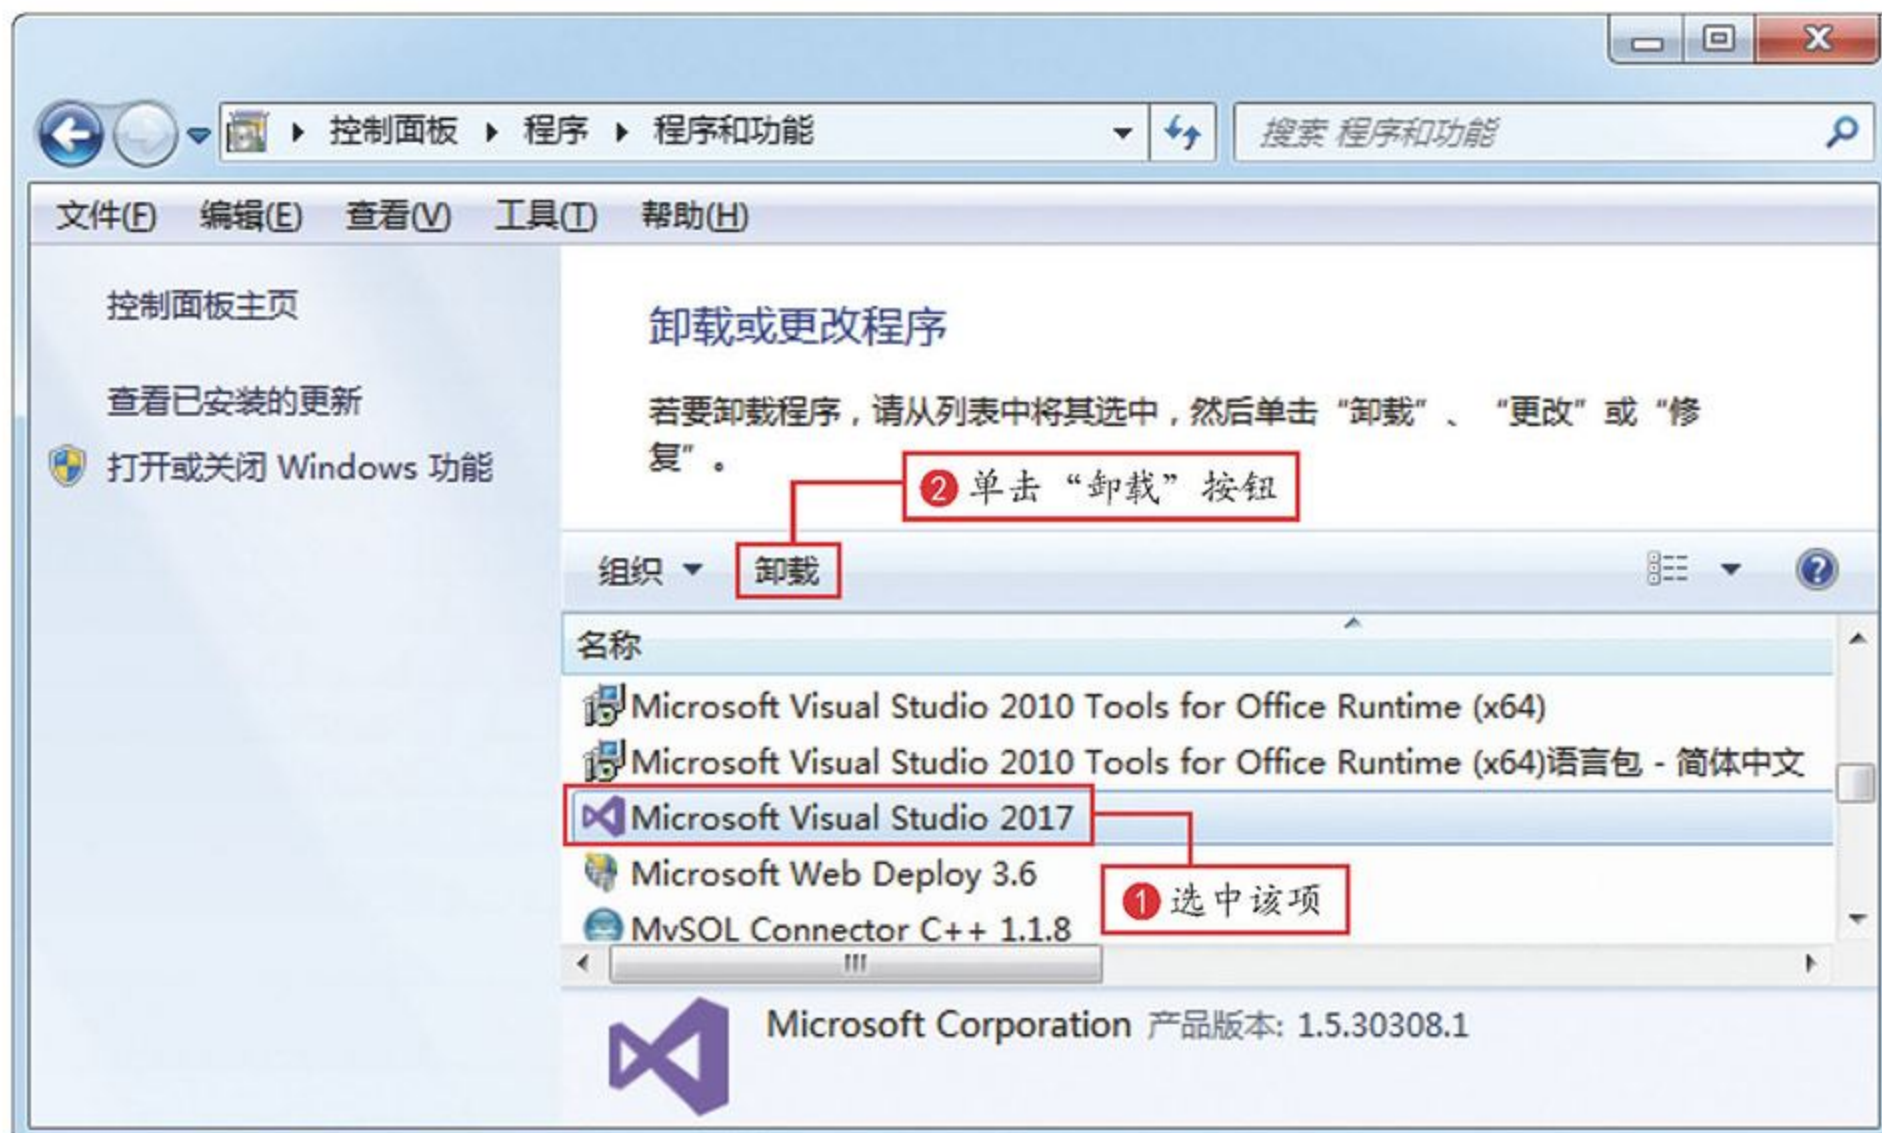 控制面板 程序 程序和功能 搜索 程序和功能
文件(F) 编辑(E) 查看(V) 工具(T) 帮助(H)
控制面板主页
查看已安装的更新
打开或关闭 Windows 功能
卸载或更改程序
若要卸载程序，请从列表中将其选中，然后单击“卸载”、“更改”或“修
复”。
❷单击“卸载”按钮
组织 卸载
名称
Microsoft Visual Studio 2010 Tools for Office Runtime (x64)
Microsoft Visual Studio 2010 Tools for Office Runtime (x64)语言包 - 简体中文
Microsoft Visual Studio 2017
Microsoft Web Deploy 3.6
❶选中该项
MySQL Connector C++ 1.1.8
Microsoft Corporation 产品版本: 1.5.30308.1